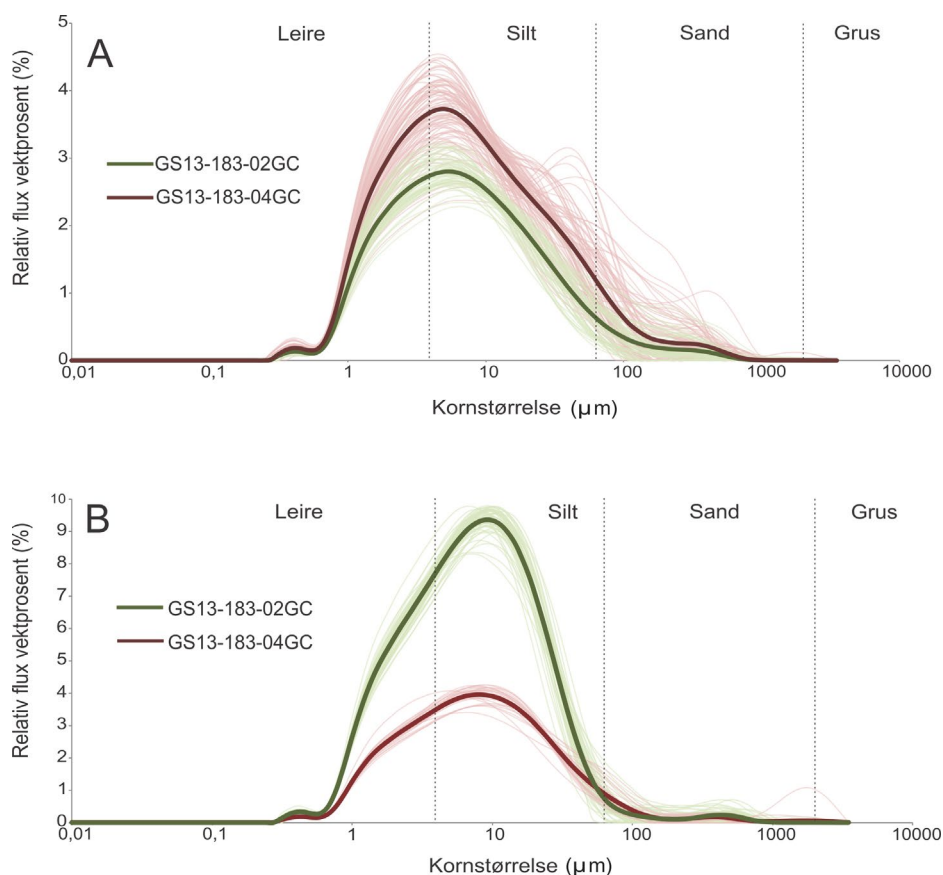 A
Leire Silt Sand Grus
Relativ flux vektprosent (%)
5
4
3
2
1
0
GS13-183-02GC
GS13-183-04GC
0,01 0,1 1 10 100 1000 10000
Kornstørrelse (µm)
B
Leire Silt Sand Grus
Relativ flux vektprosent (%)
10
9
8
7
6
5
4
3
2
1
0
GS13-183-02GC
GS13-183-04GC
0,01 0,1 1 10 100 1000 10000
Kornstørrelse (µm)